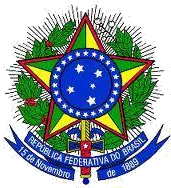 REPÚBLICA FEDERATIVA DO BRASIL
15 de Novembro de 1889